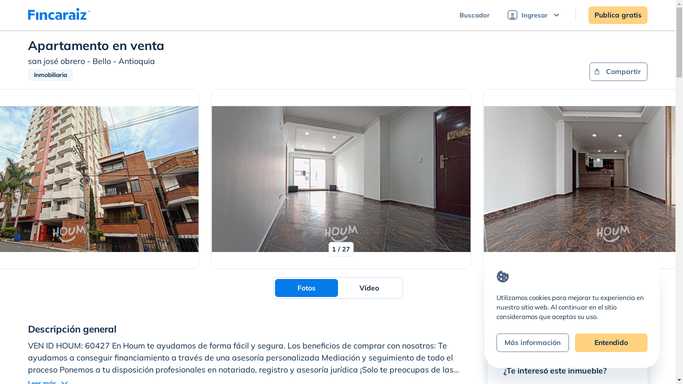 Fincaraiz
Buscador
Ingresar
Publica gratis
Apartamento en venta
san josé obrero - Bello - Antioquia
Inmobiliaria
Compartir
HOUM
HOUM
HOUM
1 / 27
Fotos
Video
Utilizamos cookies para mejorar tu experiencia en
nuestro sitio web. Al continuar en el sitio
consideramos que aceptas su uso.
Más información
Entendido
Descripción general
VEN ID HOUM: 60427 En Houm te ayudamos de forma fácil y segura. Los beneficios de comprar con nosotros: Te
ayudamos a conseguir financiamiento a través de una asesoría personalizada Mediación y seguimiento de todo el
proceso Ponemos a tu disposición profesionales en notariado, registro y asesoría jurídica ¡Solo te preocupas de las...
Leer más
¿Te interesó este inmueble?